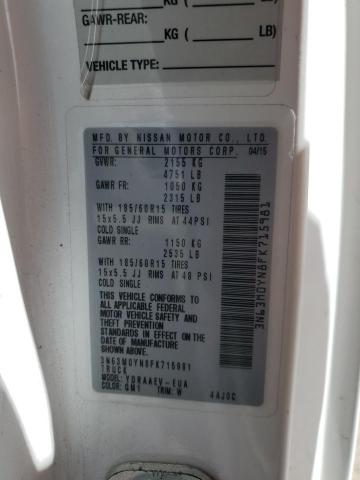 KG ( LB)
GAWR-REAR:
KG ( LB)
VEHICLE TYPE:
MFD. BY NISSAN MOTOR CO., LTD.
FOR GENERAL MOTORS CORP. 04/15
GVWR: 2155 KG
4751 LB
GAWR FR: 1050 KG
2315 LB
WITH 185/60R15 TIRES
15x5.5 JJ RIMS AT 44PSI
COLD SINGLE
GAWR RR: 1150 KG
2535 LB
WITH 185/60R15 TIRES
15x5.5 JJ RIMS AT 48 PSI
COLD SINGLE
THIS VEHICLE CONFORMS TO
ALL APPLICABLE FEDERAL
MOTOR VEHICLE SAFETY
AND THEFT PREVENTION
STANDARDS IN EFFECT ON
THE DATE OF MANUFACTURE
SHOWN ABOVE.
3N63M0YN8FK715981
TRUCK
MODEL: YDRAAEV-EUA
COLOR: QM1 TRIM: W 4AJ0C
3N63M0YN8FK715981